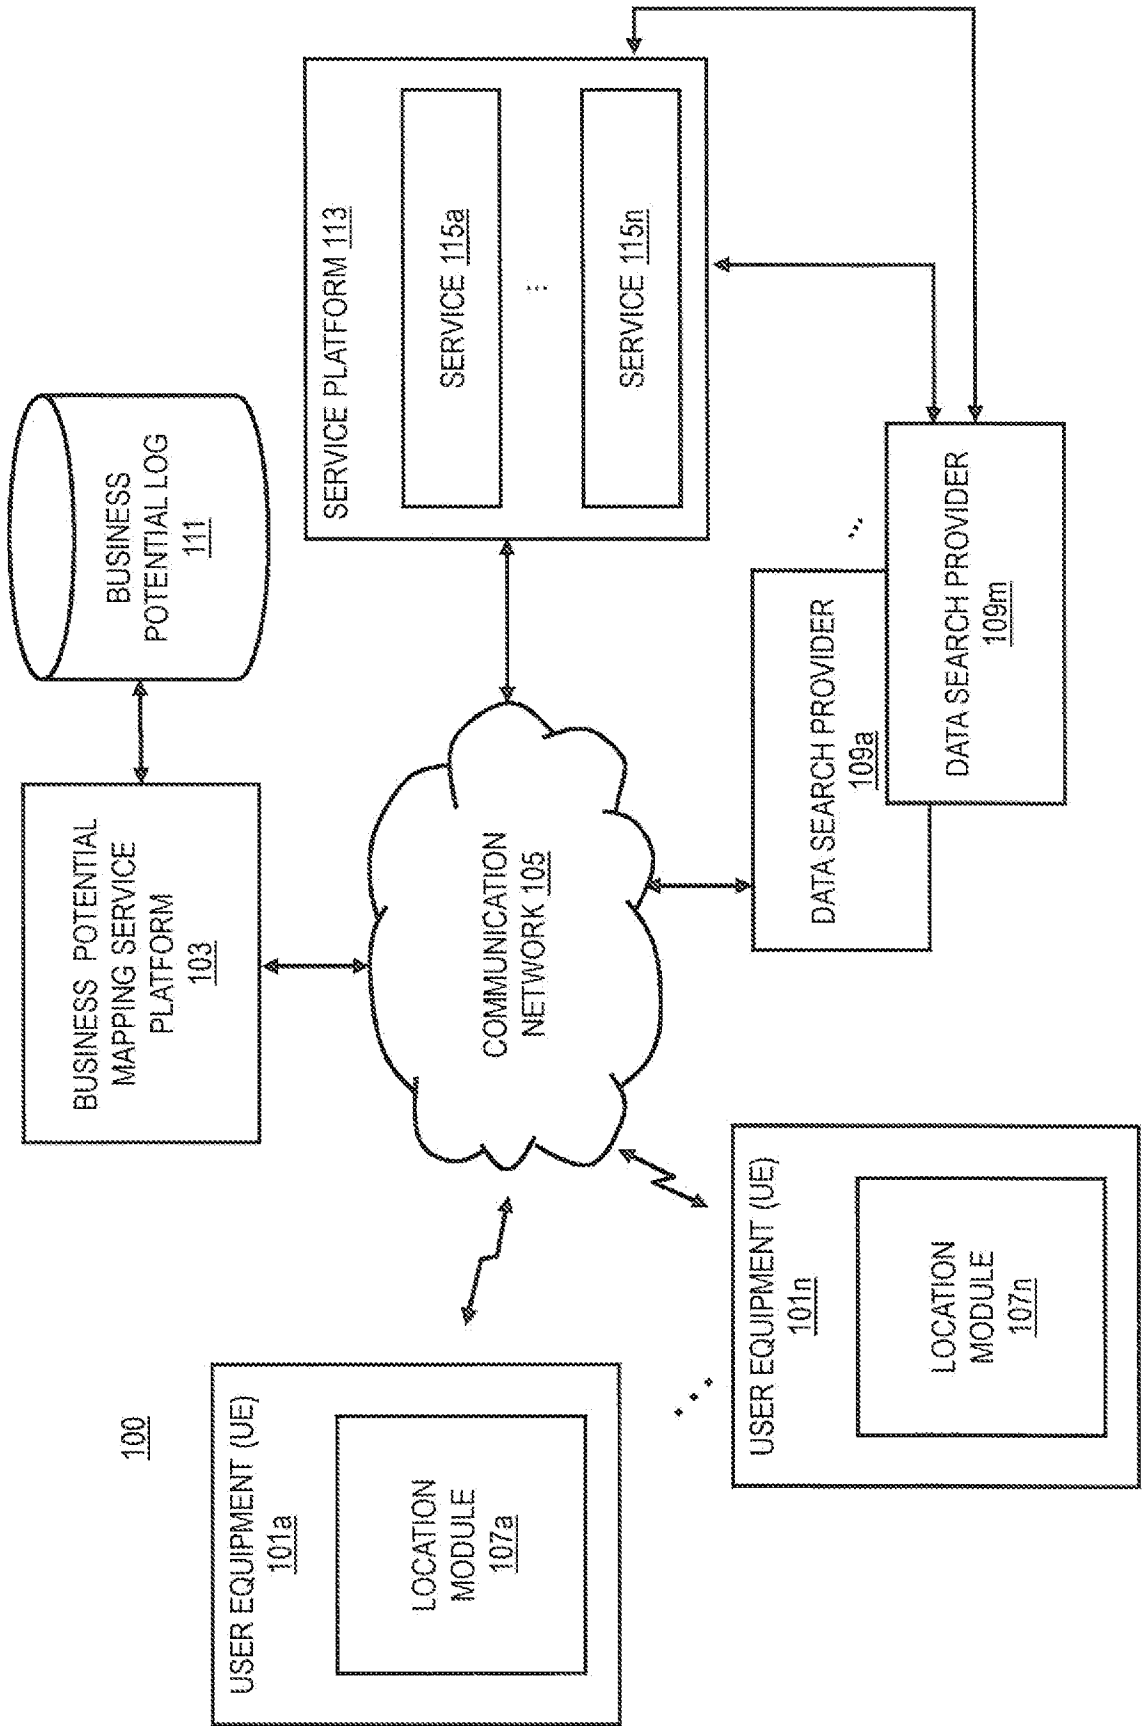 100
BUSINESS POTENTIAL
MAPPING SERVICE
PLATFORM
103
BUSINESS
POTENTIAL LOG
111
USER EQUIPMENT (UE)
101a
LOCATION
MODULE
107a
COMMUNICATION
NETWORK 105
SERVICE PLATFORM 113
SERVICE 115a
...
SERVICE 115n
...
USER EQUIPMENT (UE)
101n
LOCATION
MODULE
107n
DATA SEARCH PROVIDER
109a
...
DATA SEARCH PROVIDER
109m